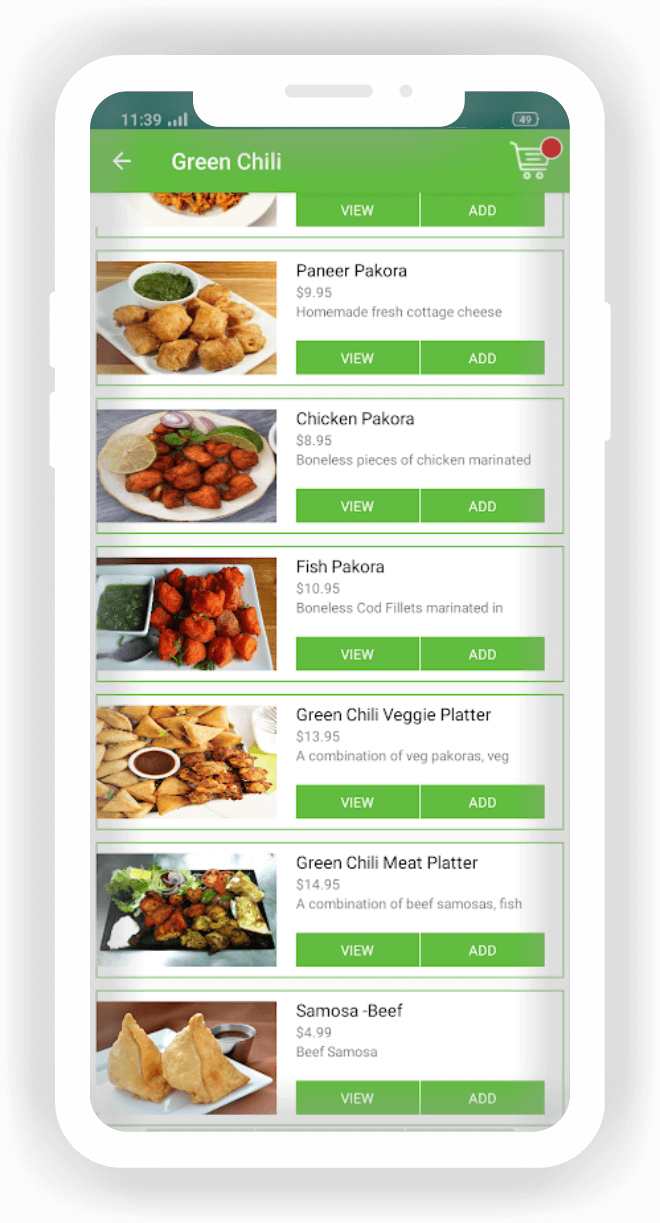 11:39
49
Green Chili
VIEW ADD
Paneer Pakora
$9.95
Homemade fresh cottage cheese
VIEW ADD
Chicken Pakora
$8.95
Boneless pieces of chicken marinated
VIEW ADD
Fish Pakora
$10.95
Boneless Cod Fillets marinated in
VIEW ADD
Green Chili Veggie Platter
$13.95
A combination of veg pakoras, veg
VIEW ADD
Green Chili Meat Platter
$14.95
A combination of beef samosas, fish
VIEW ADD
Samosa -Beef
$4.99
Beef Samosa
VIEW ADD